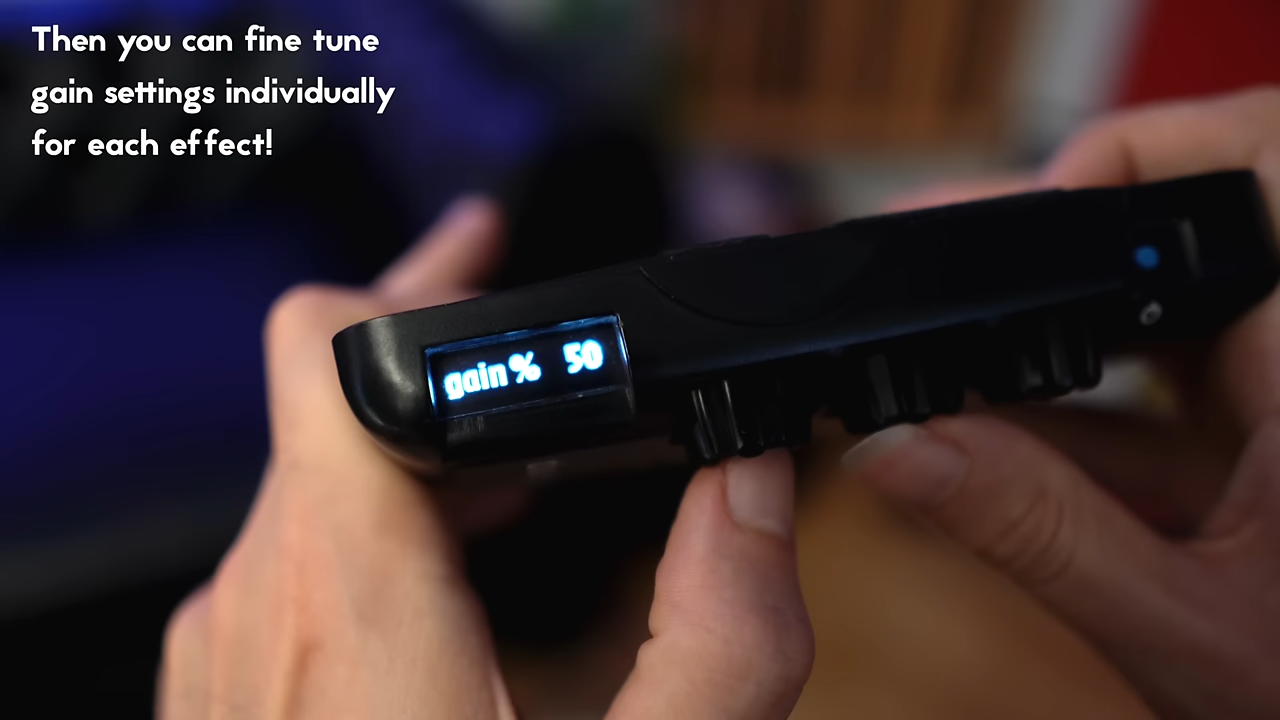 Then you can fine tune
gain settings individually
for each effect!
gain% 50